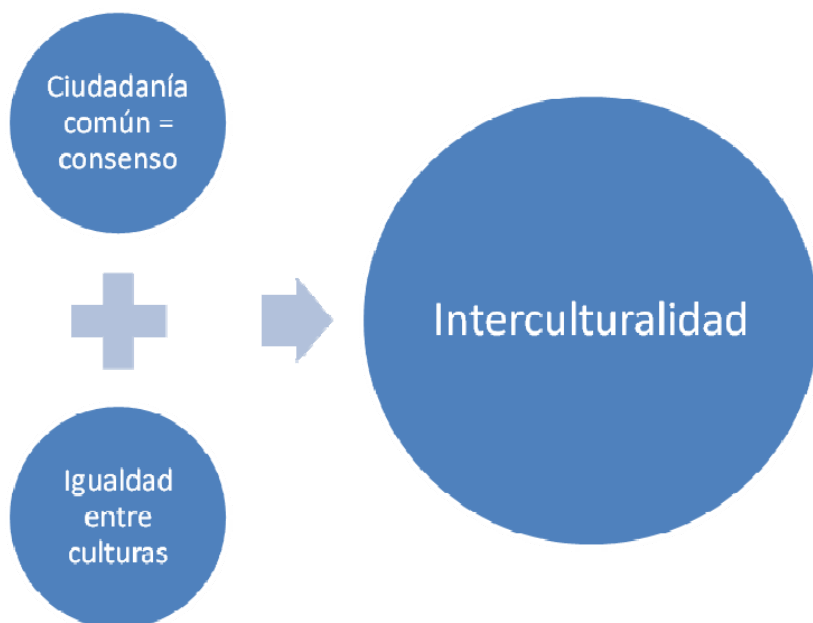 Ciudadanía
común =
consenso
Interculturalidad
Igualdad
entre
culturas